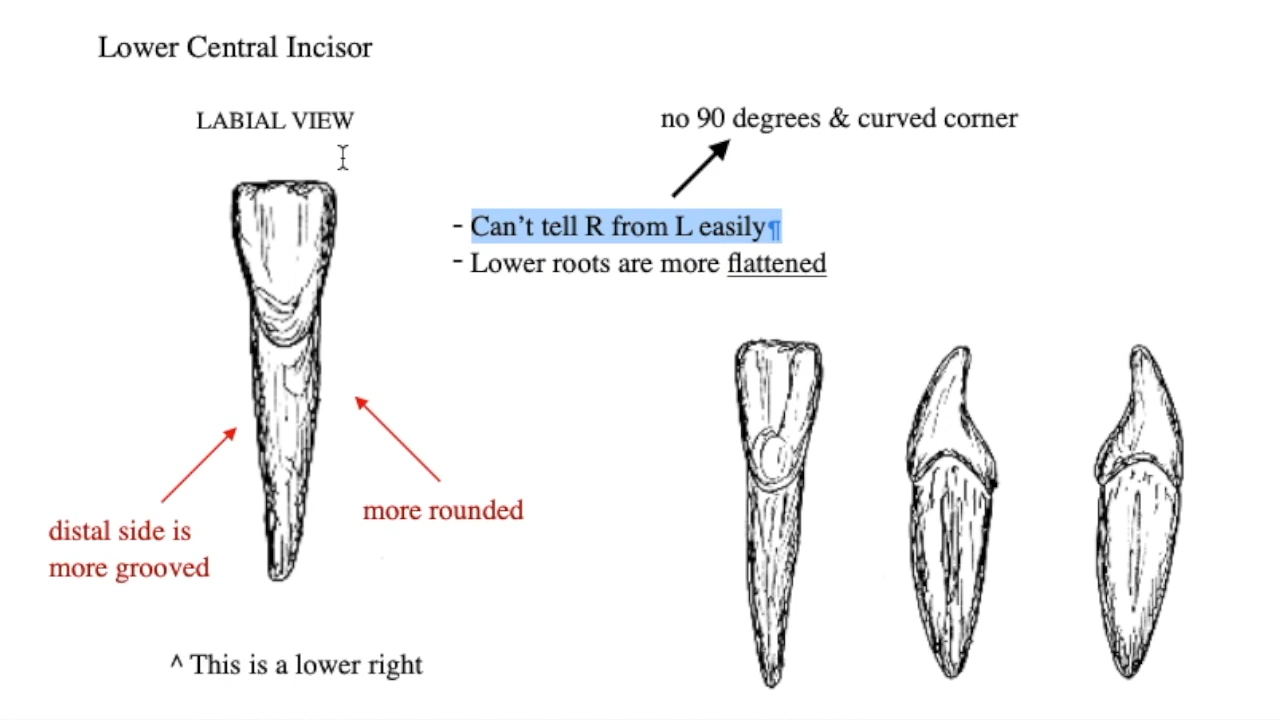 Lower Central Incisor
LABIAL VIEW
no 90 degrees & curved corner
- Can’t tell R from L easily¶
- Lower roots are more flattened
more rounded
distal side is
more grooved
^ This is a lower right